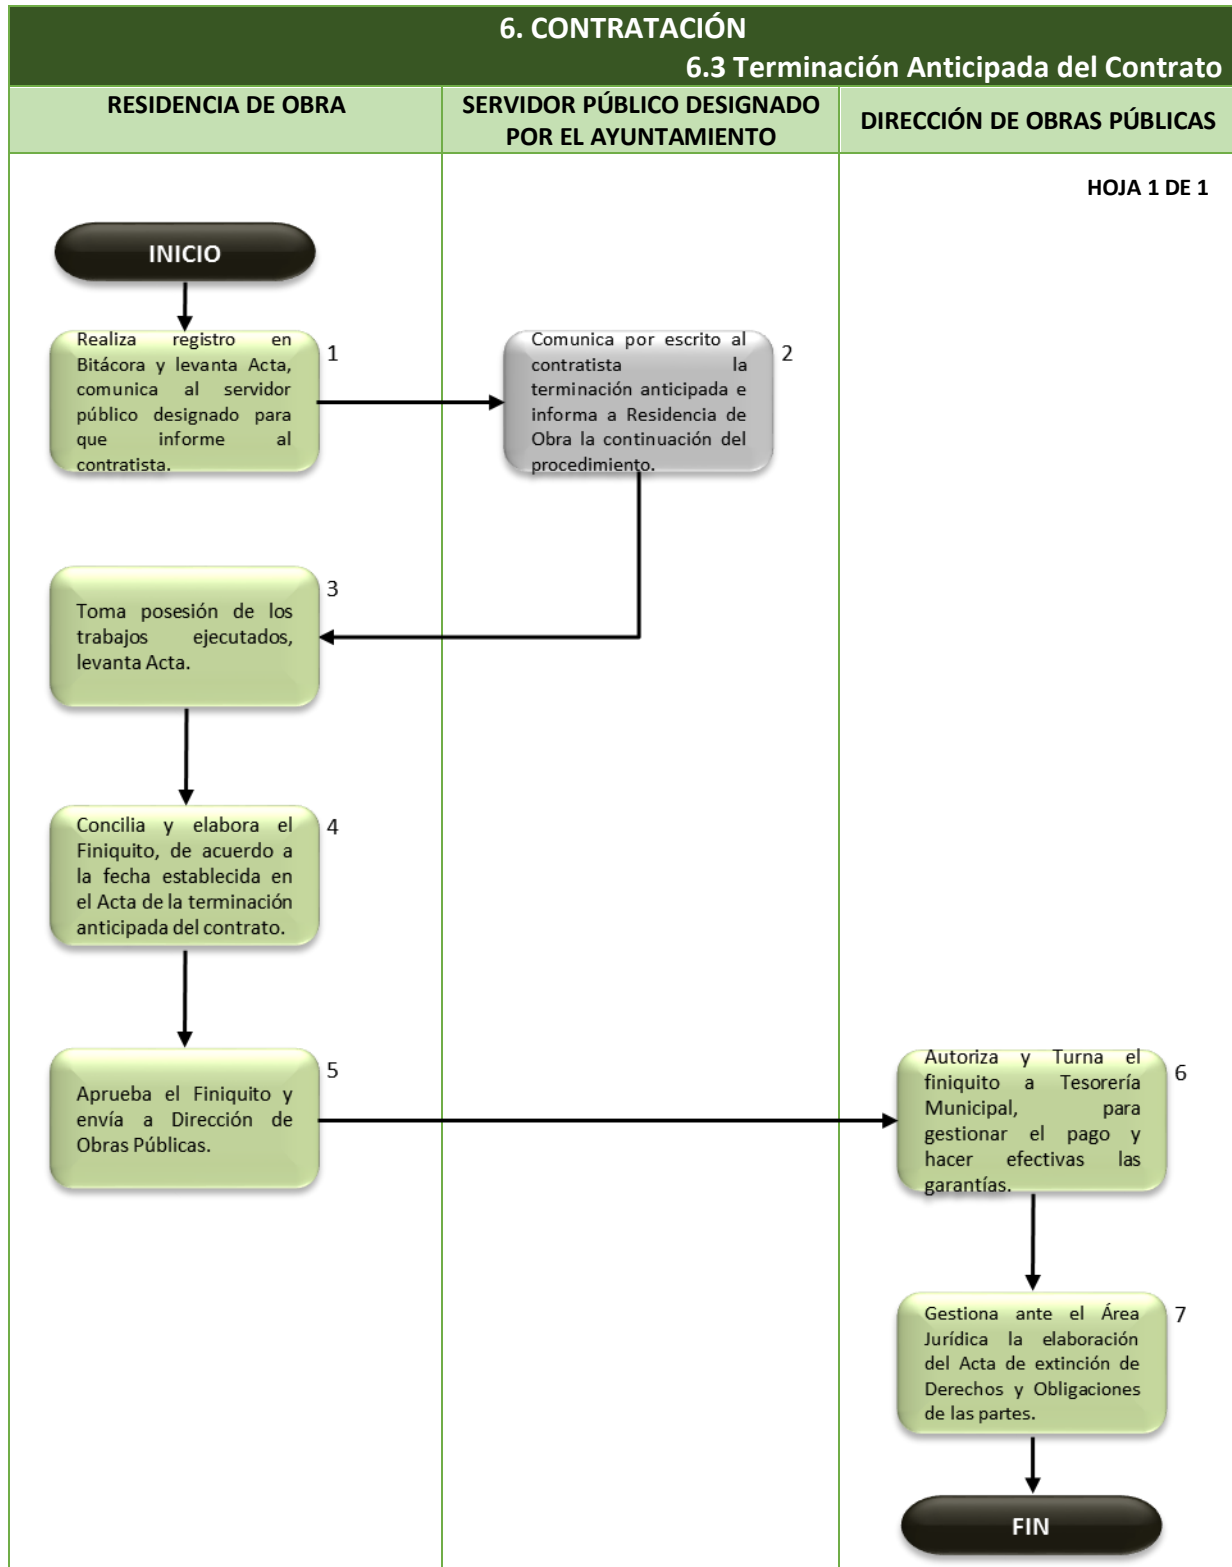 6. CONTRATACIÓN
6.3 Terminación Anticipada del Contrato
RESIDENCIA DE OBRA
SERVIDOR PÚBLICO DESIGNADO
POR EL AYUNTAMIENTO
DIRECCIÓN DE OBRAS PÚBLICAS
HOJA 1 DE 1
INICIO
Realiza registro en
Bitácora y levanta Acta,
comunica al servidor
público designado para
que informe al
contratista.
1
Comunica por escrito al
contratista la
terminación anticipada e
informa a Residencia de
Obra la continuación del
procedimiento.
2
Toma posesión de los
trabajos ejecutados,
levanta Acta.
3
Concilia y elabora el
Finiquito, de acuerdo a
la fecha establecida en
el Acta de la terminación
anticipada del contrato.
4
Aprueba el Finiquito y
envía a Dirección de
Obras Públicas.
5
Autoriza y Turna el
finiquito a Tesorería
Municipal, para
gestionar el pago y
hacer efectivas las
garantías.
6
Gestiona ante el Área
Jurídica la elaboración
del Acta de extinción de
Derechos y Obligaciones
de las partes.
7
FIN